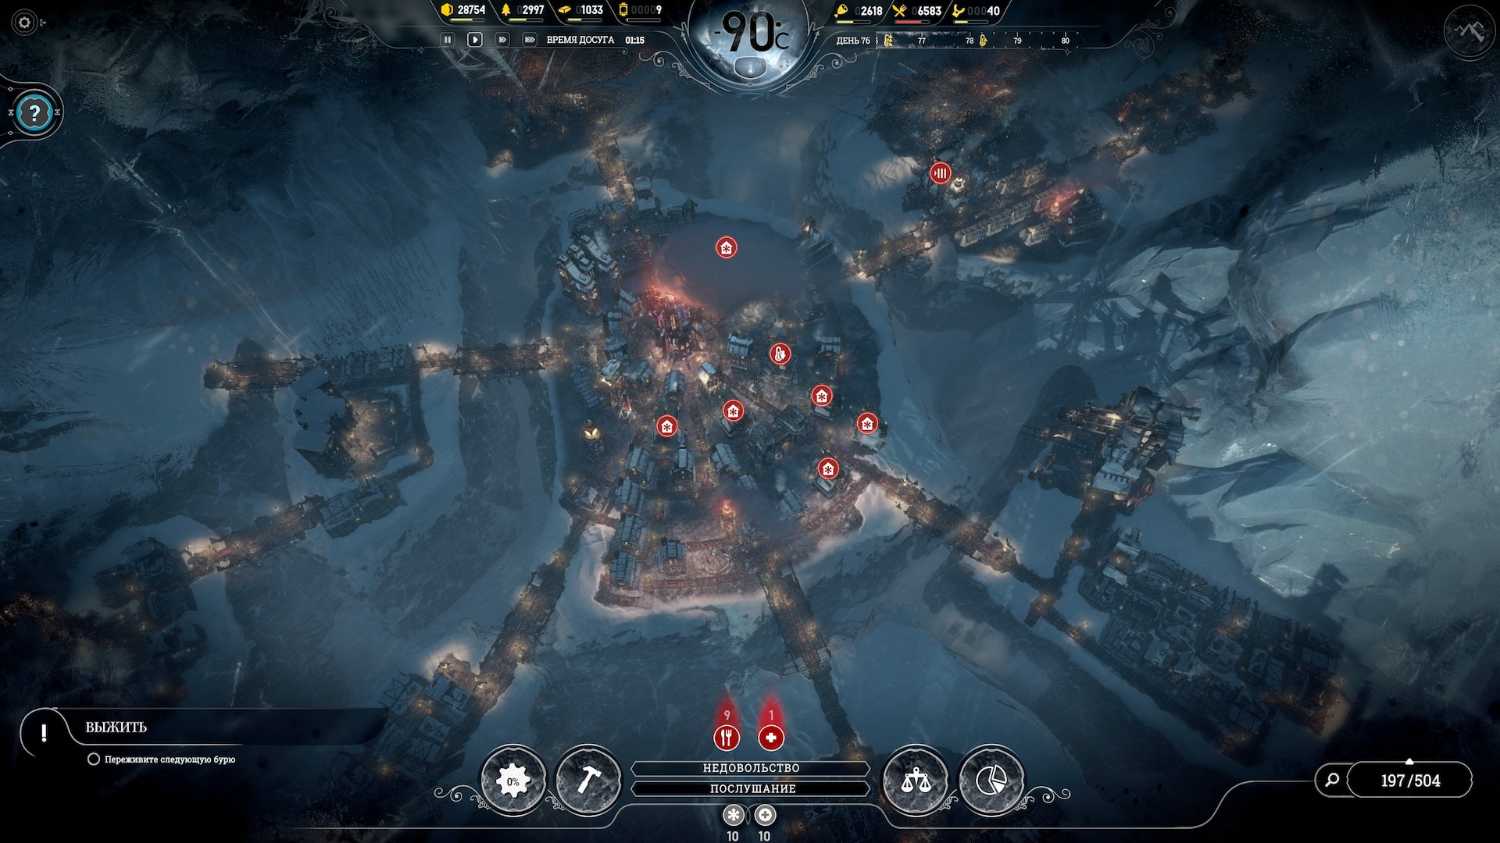 28754 2997 1033 9
2618 6583 40
ВРЕМЯ ДОСУГА 01:15
-90°C
ДЕНЬ 76 77 78 79 80
?
! ВЫЖИТЬ
Переживите следующую бурю
9 1
0%
НЕДОВОЛЬСТВО
ПОСЛУШАНИЕ
10 10
197/504